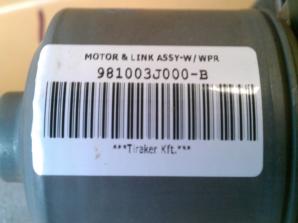 MOTOR & LINK ASSY-W/WPR
981003J000-B
***Tiraker Kft.***